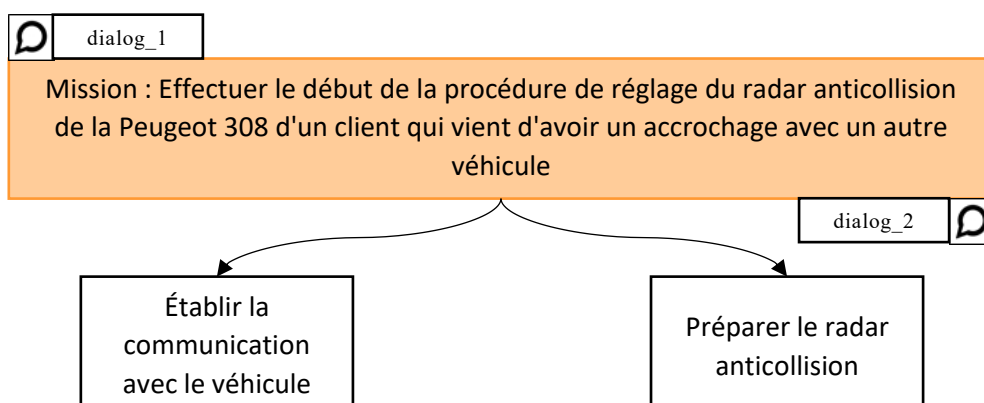 dialog_1
Mission : Effectuer le début de la procédure de réglage du radar anticollision
de la Peugeot 308 d'un client qui vient d'avoir un accrochage avec un autre
véhicule
dialog_2
Établir la
communication
avec le véhicule
Préparer le radar
anticollision